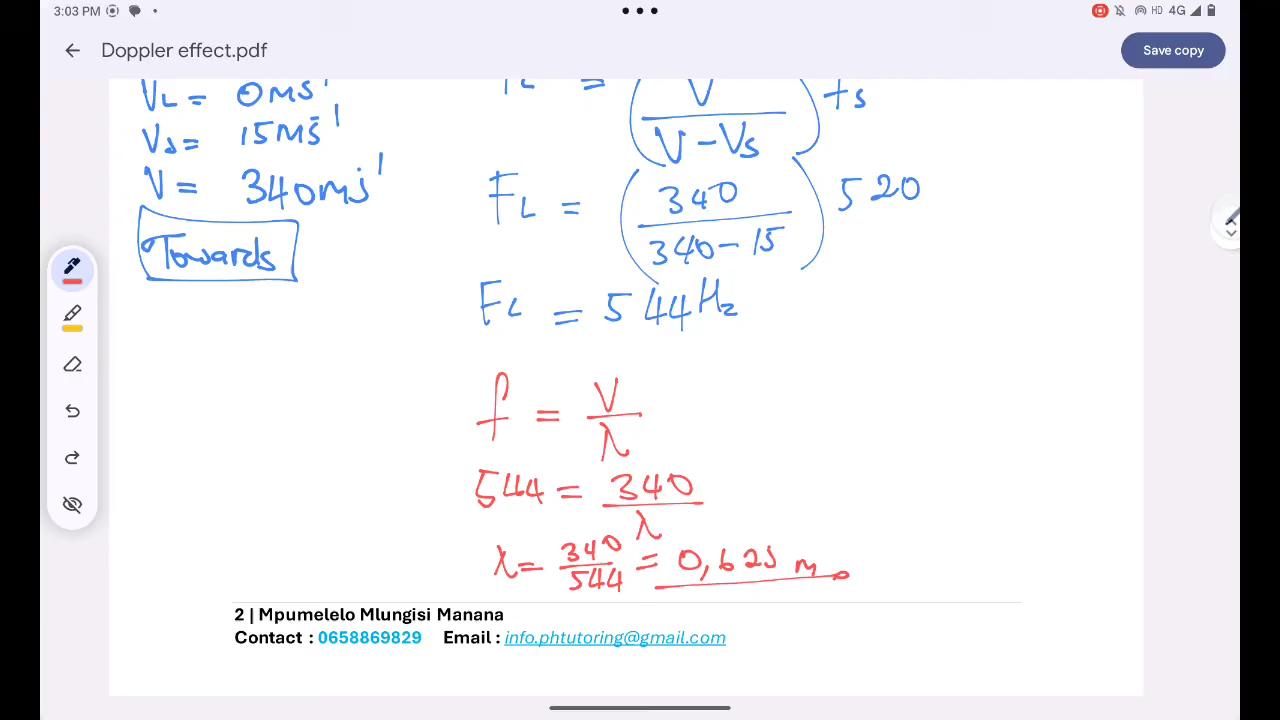 3:03 PM
HD 4G
Doppler effect.pdf
Save copy
VL = 0ms-1
Vs = 15ms-1
V = 340ms-1
Towards
FL = (V / V - Vs) fs
FL = (340 / 340 - 15) 520
FL = 544Hz
f = V / λ
544 = 340 / λ
λ = 340 / 544 = 0,625 m
2 | Mpumelelo Mlungisi Manana
Contact : 0658869829 Email : info.phtutoring@gmail.com